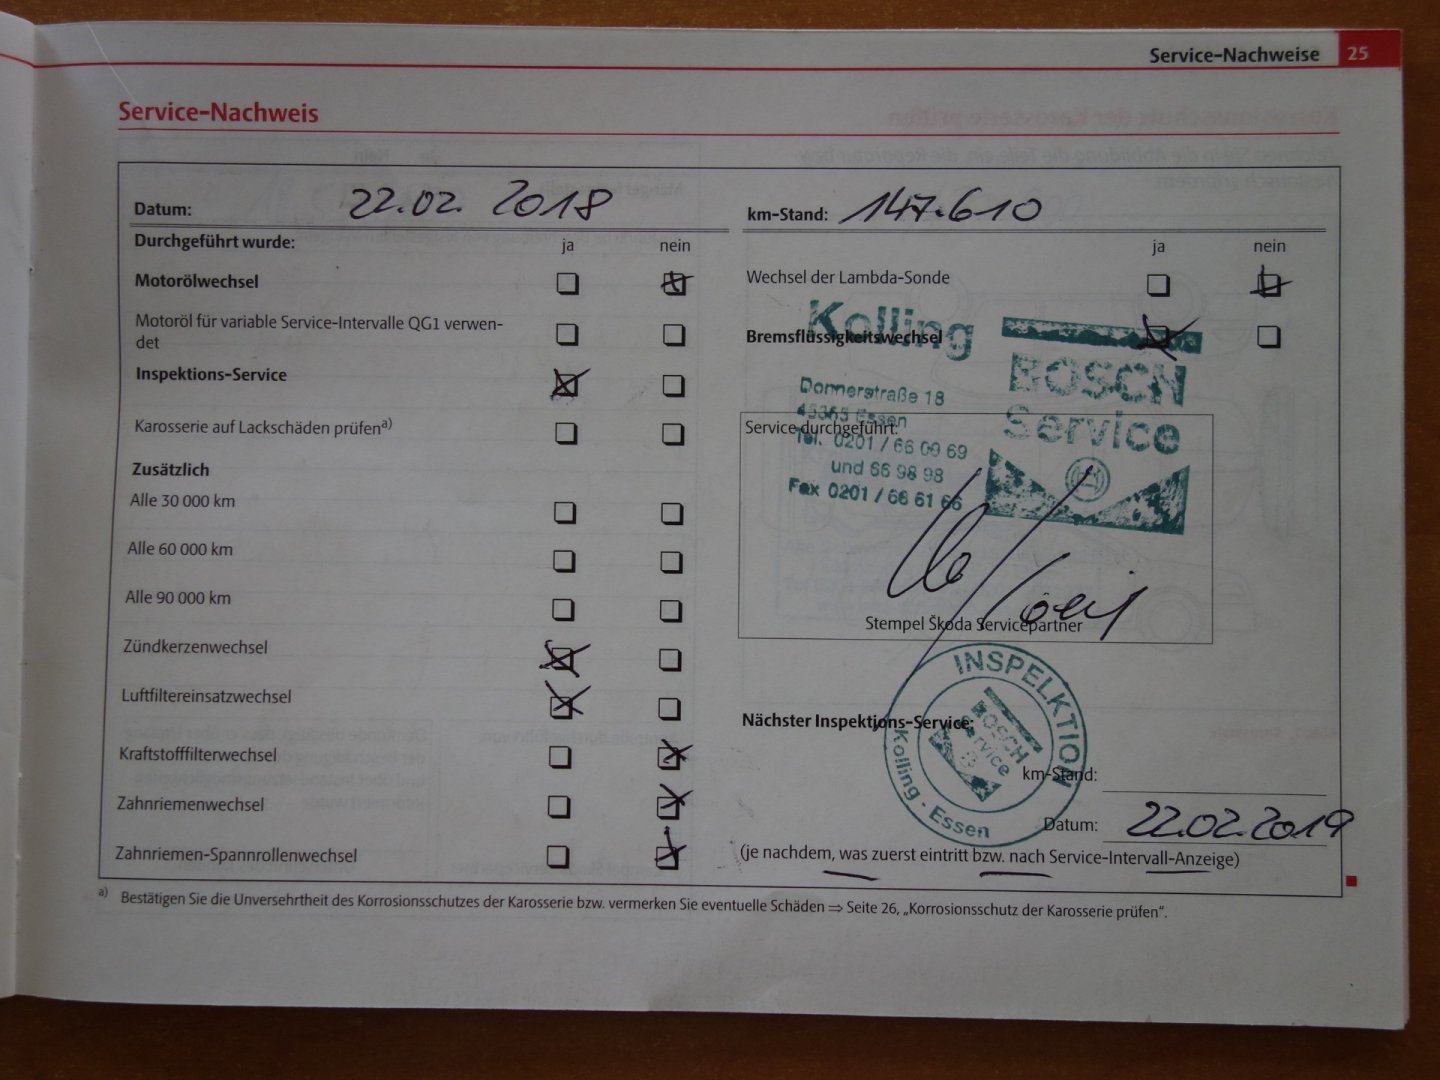 Service-Nachweise 25
Service-Nachweis
Datum: 22.02. 2018
Durchgeführt wurde: ja nein
Motorölwechsel
Motoröl für variable Service-Intervalle QG1 verwen-
det
Inspektions-Service
Karosserie auf Lackschäden prüfen a)
Zusätzlich
Alle 30 000 km
Alle 60 000 km
Alle 90 000 km
Zündkerzenwechsel
Luftfiltereinsatzwechsel
Kraftstofffilterwechsel
Zahnriemenwechsel
Zahnriemen-Spannrollenwechsel
km-Stand: 147.610
ja nein
Wechsel der Lambda-Sonde
Bremsflüssigkeitswechsel
Kolling
Donnerstraße 18
45355 Essen
Tel. 0201 / 66 09 69
und 66 98 98
Fax 0201 / 66 61 66
BOSCH
Service
Service durchgeführt:
Stempel Škoda Servicepartner
INSPELKTION
BOSCH
Service
Kolling - Essen
Nächster Inspektions-Service:
km-Stand:
Datum: 22.02.2019
(je nachdem, was zuerst eintritt bzw. nach Service-Intervall-Anzeige)
a) Bestätigen Sie die Unversehrtheit des Korrosionsschutzes der Karosserie bzw. vermerken Sie eventuelle Schäden ⇒ Seite 26, „Korrosionsschutz der Karosserie prüfen“.